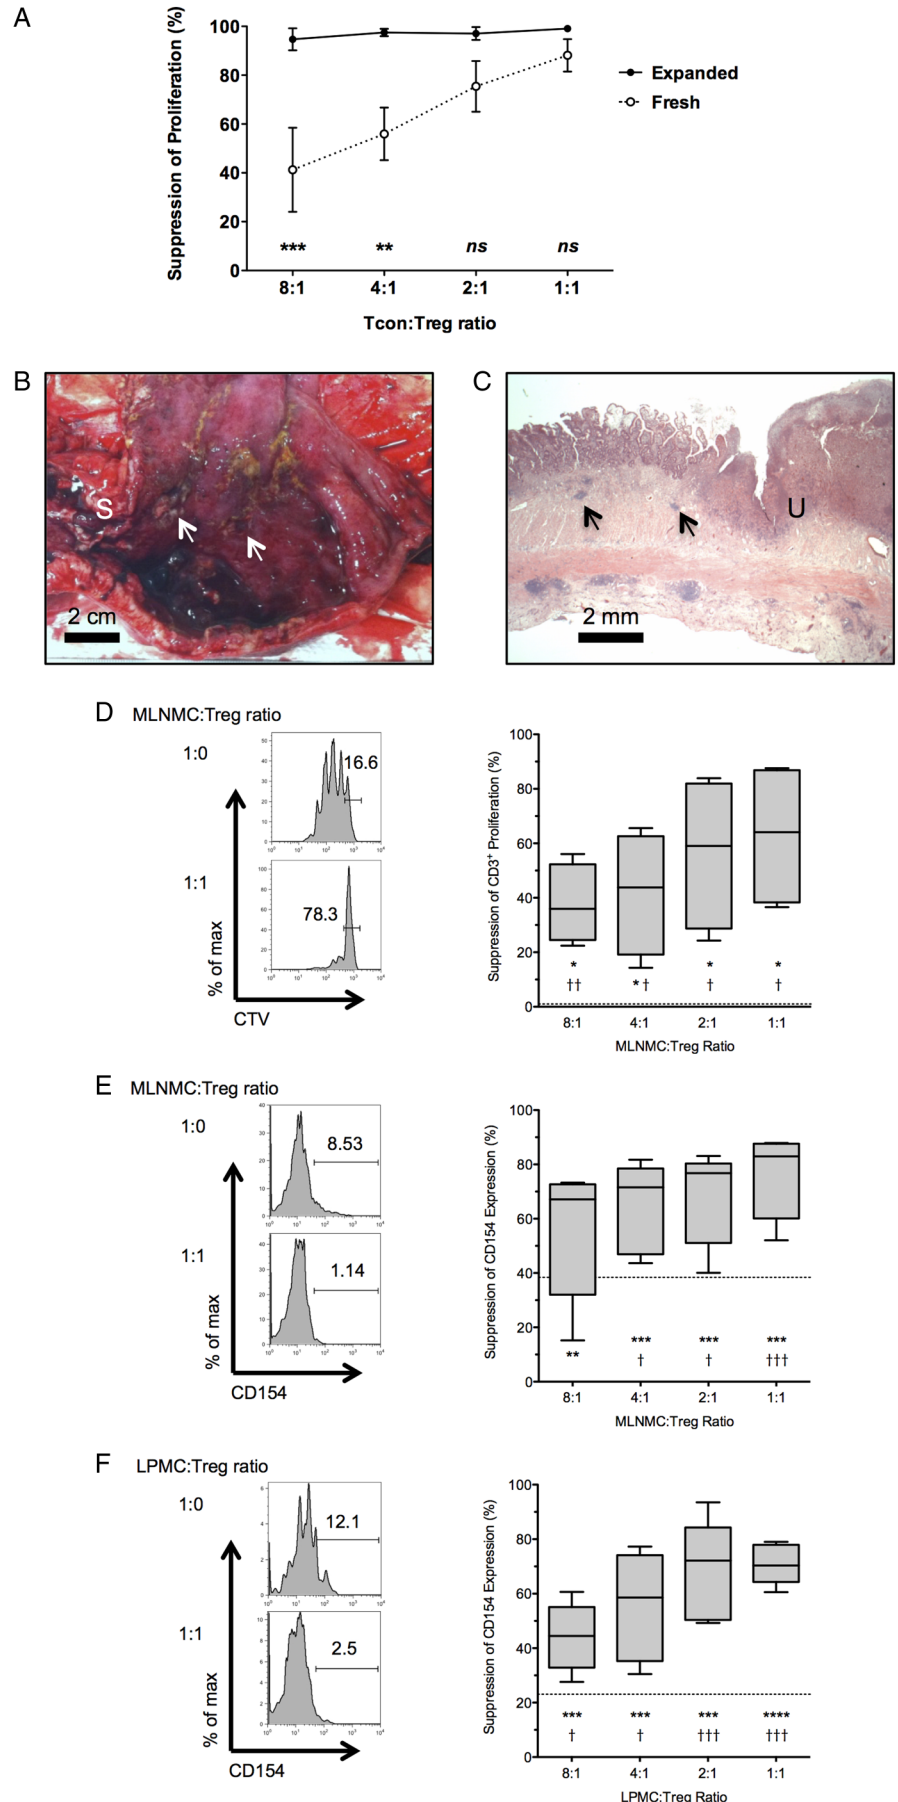 A
Suppression of Proliferation (%)
100
80
60
40
20
0
Expanded
Fresh
*** ** ns ns
8:1 4:1 2:1 1:1
Tcon:Treg ratio
B
S
2 cm
C
U
2 mm
D MLNMC:Treg ratio
1:0
16.6
1:1
78.3
% of max
CTV
Suppression of CD3⁺ Proliferation (%)
100
80
60
40
20
0
* * * *
†† † † †
8:1 4:1 2:1 1:1
MLNMC:Treg Ratio
E MLNMC:Treg ratio
1:0
8.53
1:1
1.14
% of max
CD154
Suppression of CD154 Expression (%)
100
80
60
40
20
0
** *** *** ***
† † †††
8:1 4:1 2:1 1:1
MLNMC:Treg Ratio
F LPMC:Treg ratio
1:0
12.1
1:1
2.5
% of max
CD154
Suppression of CD154 Expression (%)
100
80
60
40
20
0
*** *** *** ****
† † ††† †††
8:1 4:1 2:1 1:1
LPMC:Treg Ratio